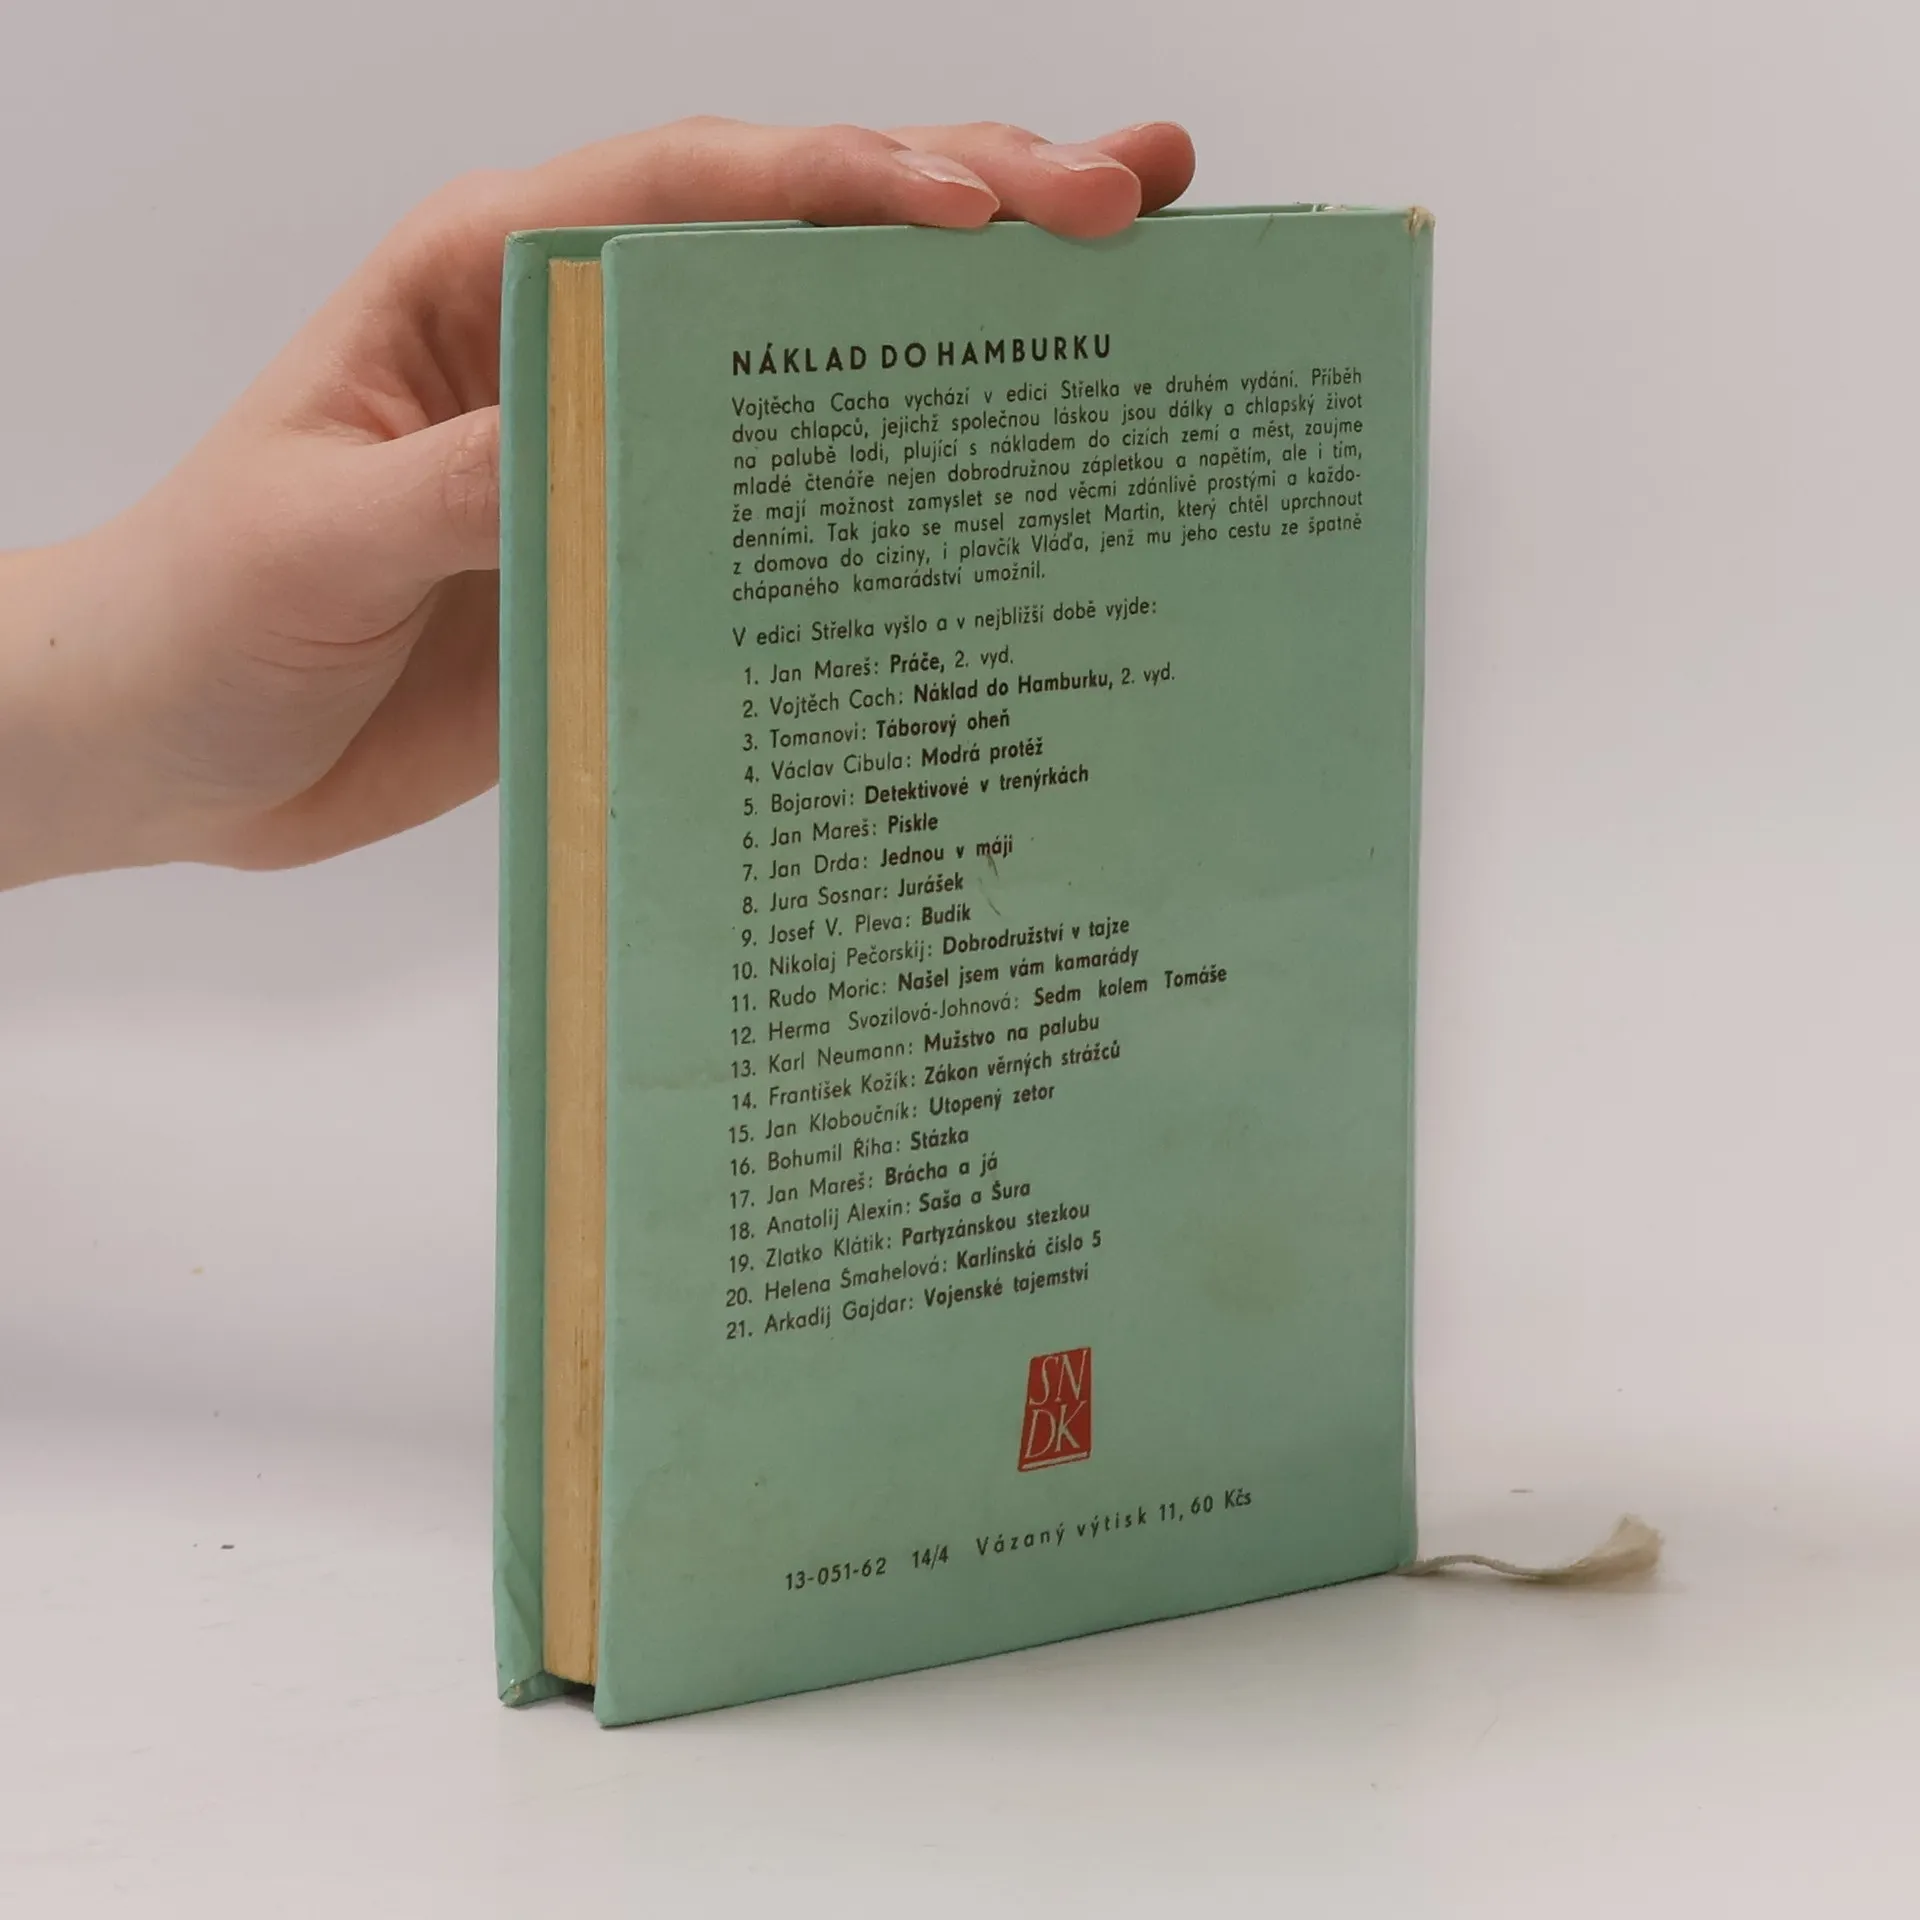 NÁKLAD DO HAMBURKU
Vojtěcha Cacha vychází v edici Střelka ve druhém vydání. Příběh
dvou chlapců, jejichž společnou láskou jsou dálky a chlapský život
na palubě lodi, plující s nákladem do cizích zemí a měst, zaujme
mladé čtenáře nejen dobrodružnou zápletkou a napětím, ale i tím,
že mají možnost zamyslet se nad věcmi zdánlivě prostými a každo-
denními. Tak jako se musel zamyslet Martin, který chtěl uprchnout
z domova do ciziny, i plavčík Vláďa, jenž mu jeho cestu ze špatně
chápaného kamarádství umožnil.
V edici Střelka vyšlo a v nejbližší době vyjde:
1. Jan Mareš: Práče, 2. vyd.
2. Vojtěch Cach: Náklad do Hamburku, 2. vyd.
3. Tomanovi: Táborový oheň
4. Václav Cibula: Modrá protěž
5. Bojarovi: Detektivové v trenýrkách
6. Jan Mareš: Piskle
7. Jan Drda: Jednou v máji
8. Jura Sosnar: Jurášek
9. Josef V. Pleva: Budík
10. Nikolaj Pečorskij: Dobrodružství v tajze
11. Rudo Moric: Našel jsem vám kamarády
12. Herma Svozilová-Johnová: Sedm kolem Tomáše
13. Karl Neumann: Mužstvo na palubu
14. František Kožík: Zákon věrných strážců
15. Jan Kloboučník: Utopený zetor
16. Bohumil Říha: Stázka
17. Jan Mareš: Brácha a já
18. Anatolij Alexin: Saša a Šura
19. Zlatko Klátik: Partyzánskou stezkou
20. Helena Šmahelová: Karlínská číslo 5
21. Arkadij Gajdar: Vojenské tajemství
SN
DK
13-051-62 14/4 Vázaný výtisk 11,60 Kčs